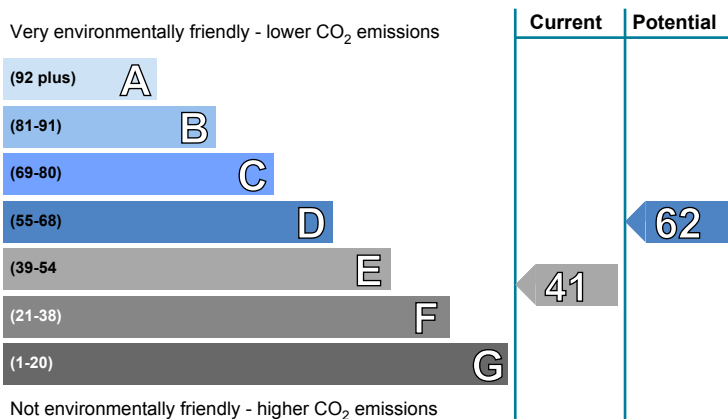 Very environmentally friendly - lower CO₂ emissions
Current
Potential
(92 plus) A
(81-91) B
(69-80) C
(55-68) D
62
(39-54 E
41
(21-38) F
(1-20) G
Not environmentally friendly - higher CO₂ emissions